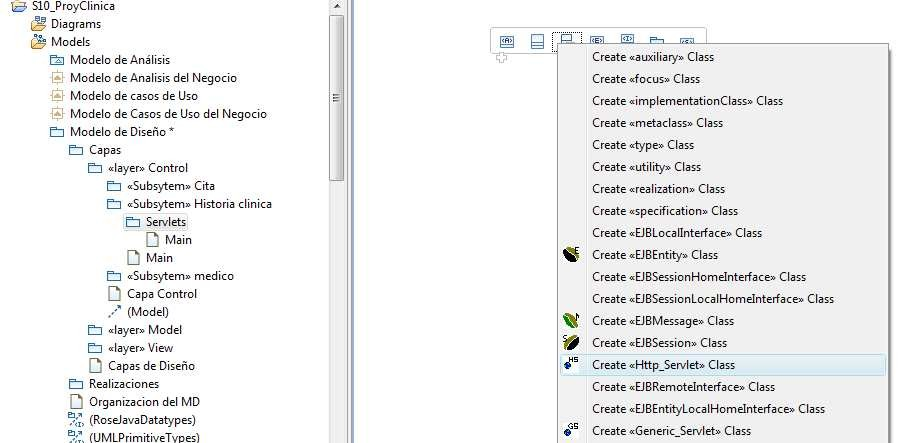 S10_ProyClinica
Diagrams
Models
Modelo de Análisis
Modelo de Analisis del Negocio
Modelo de casos de Uso
Modelo de Casos de Uso del Negocio
Modelo de Diseño *
Capas
«layer» Control
«Subsytem» Cita
«Subsytem» Historia clinica
Servlets
Main
Main
«Subsytem» medico
Capa Control
(Model)
«layer» Model
«layer» View
Capas de Diseño
Realizaciones
Organizacion del MD
(RoseJavaDatatypes)
(UMLPrimitiveTypes)
Create «auxiliary» Class
Create «focus» Class
Create «implementationClass» Class
Create «metaclass» Class
Create «type» Class
Create «utility» Class
Create «realization» Class
Create «specification» Class
Create «EJBLocalInterface» Class
Create «EJBEntity» Class
Create «EJBSessionHomeInterface» Class
Create «EJBSessionLocalHomeInterface» Class
Create «EJBMessage» Class
Create «EJBSession» Class
Create «Http_Servlet» Class
Create «EJBRemoteInterface» Class
Create «EJBEntityLocalHomeInterface» Class
Create «Generic_Servlet» Class